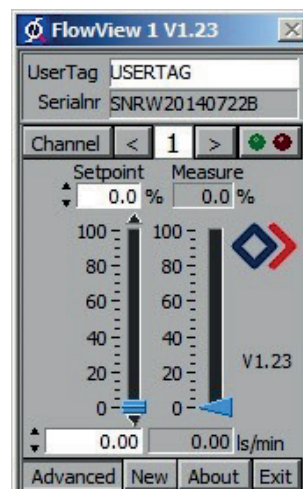 FlowView 1 V1.23
UserTag USERTAG
Serialnr SNRW20140722B
Channel < 1 >
Setpoint Measure
0.0 % 0.0 %
100 100
80 80
60 60
40 40
V1.23
20 20
0 0
0.00 0.00 ls/min
Advanced New About Exit